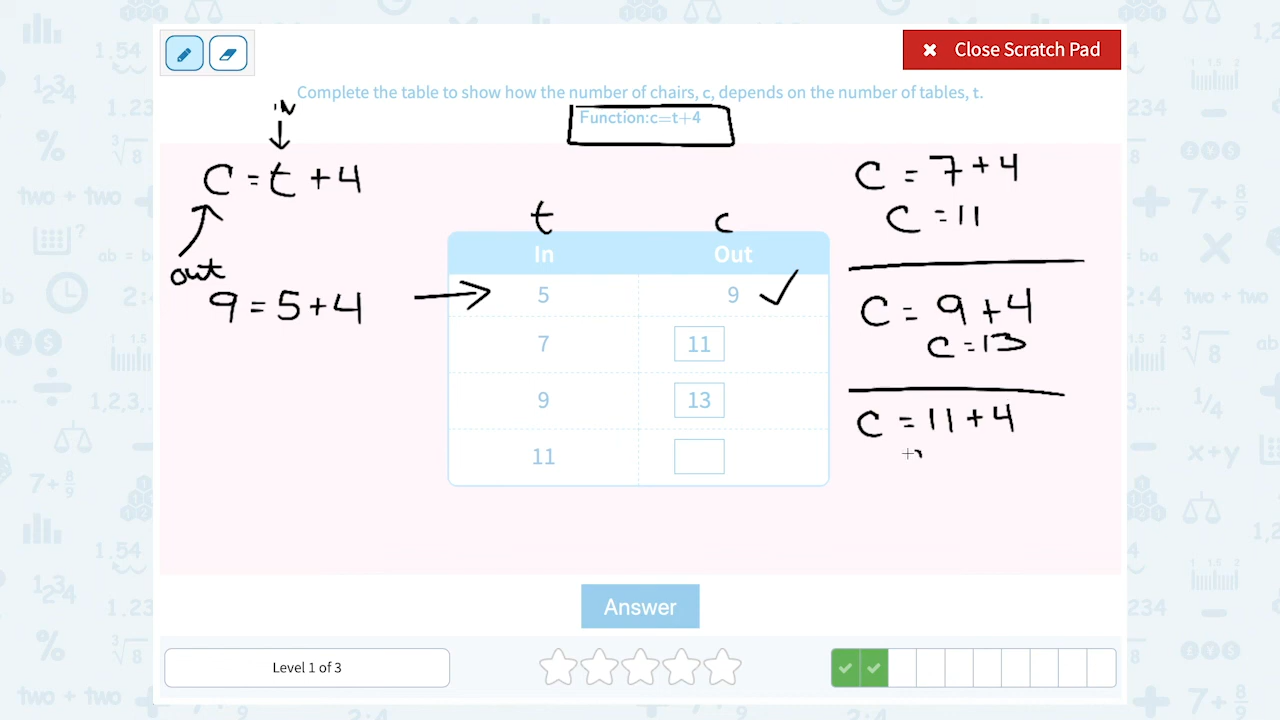 Close Scratch Pad
Complete the table to show how the number of chairs, c, depends on the number of tables, t.
Function:c=t+4
in
c = t + 4
out
9 = 5 + 4
t c
In Out
5 9
7 11
9 13
11
c = 7 + 4
c = 11
c = 9 + 4
c = 13
c = 11 + 4
Answer
Level 1 of 3